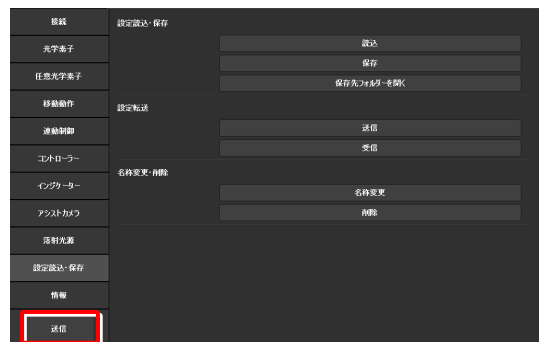 接続
光学素子
任意光学素子
移動動作
連動制御
コントローラー
インジケーター
アシストカメラ
落射光源
設定読込・保存
情報
送信
設定読込・保存
読込
保存
保存先フォルダーを開く
設定転送
送信
受信
名称変更・削除
名称変更
削除